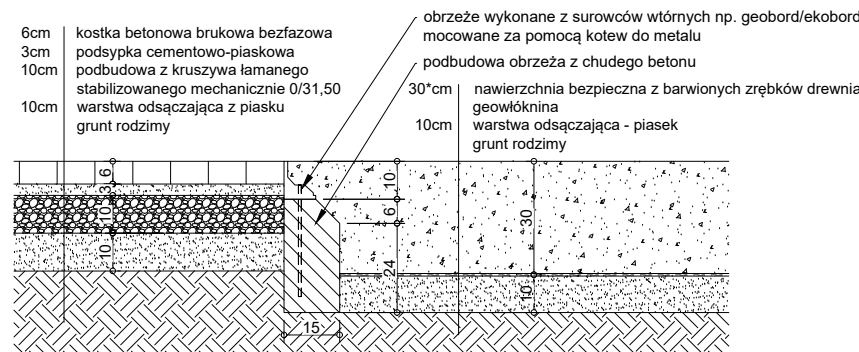 6cm kostka betonowa brukowa bezfazowa
3cm podsypka cementowo-piaskowa
10cm podbudowa z kruszywa łamanego
stabilizowanego mechanicznie 0/31,50
10cm warstwa odsączająca z piasku
grunt rodzimy
obrzeże wykonane z surowców wtórnych np. geobord/ekobord
mocowane za pomocą kotew do metalu
podbudowa obrzeża z chudego betonu
30*cm nawierzchnia bezpieczna z barwionych zrębków drewnia
geowłóknina
10cm warstwa odsączająca - piasek
grunt rodzimy
6
3
10
10
10
6
24
30
10
15